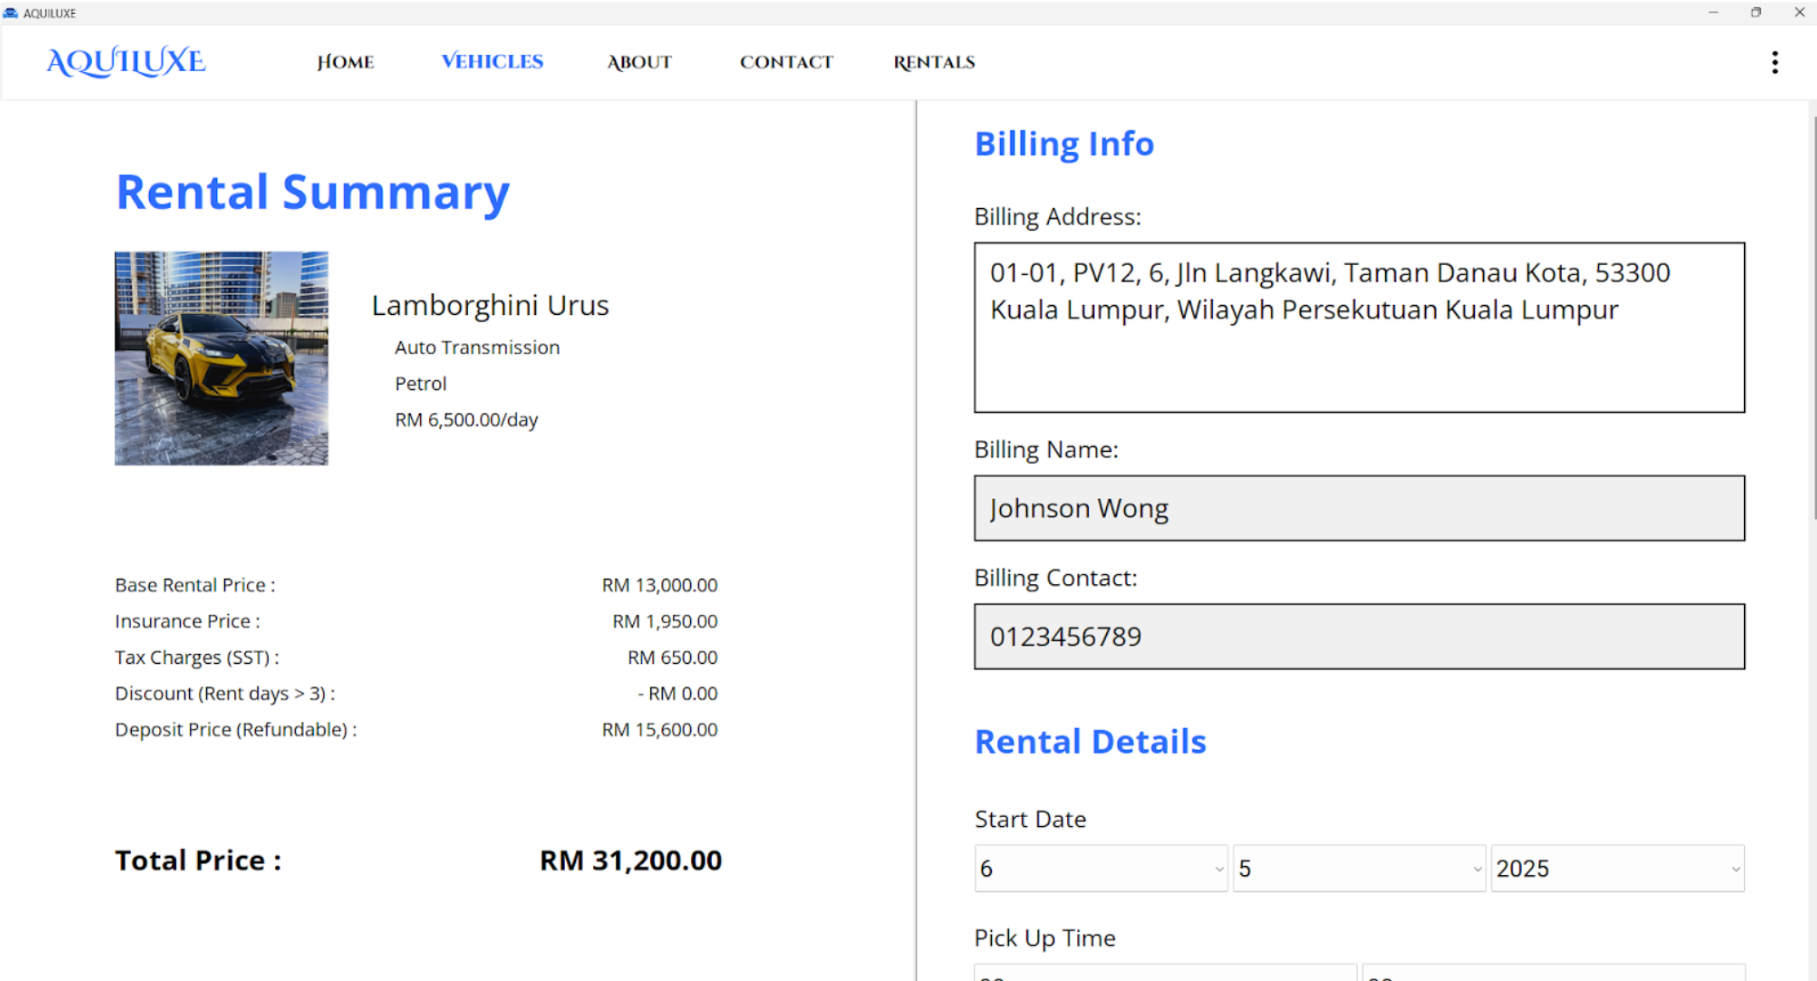 AQUILUXE
AQUILUXE
HOME
VEHICLES
ABOUT
CONTACT
RENTALS
Rental Summary
Lamborghini Urus
Auto Transmission
Petrol
RM 6,500.00/day
Base Rental Price : RM 13,000.00
Insurance Price : RM 1,950.00
Tax Charges (SST) : RM 650.00
Discount (Rent days > 3) : - RM 0.00
Deposit Price (Refundable) : RM 15,600.00
Total Price : RM 31,200.00
Billing Info
Billing Address:
01-01, PV12, 6, Jln Langkawi, Taman Danau Kota, 53300
Kuala Lumpur, Wilayah Persekutuan Kuala Lumpur
Billing Name:
Johnson Wong
Billing Contact:
0123456789
Rental Details
Start Date
6 5 2025
Pick Up Time